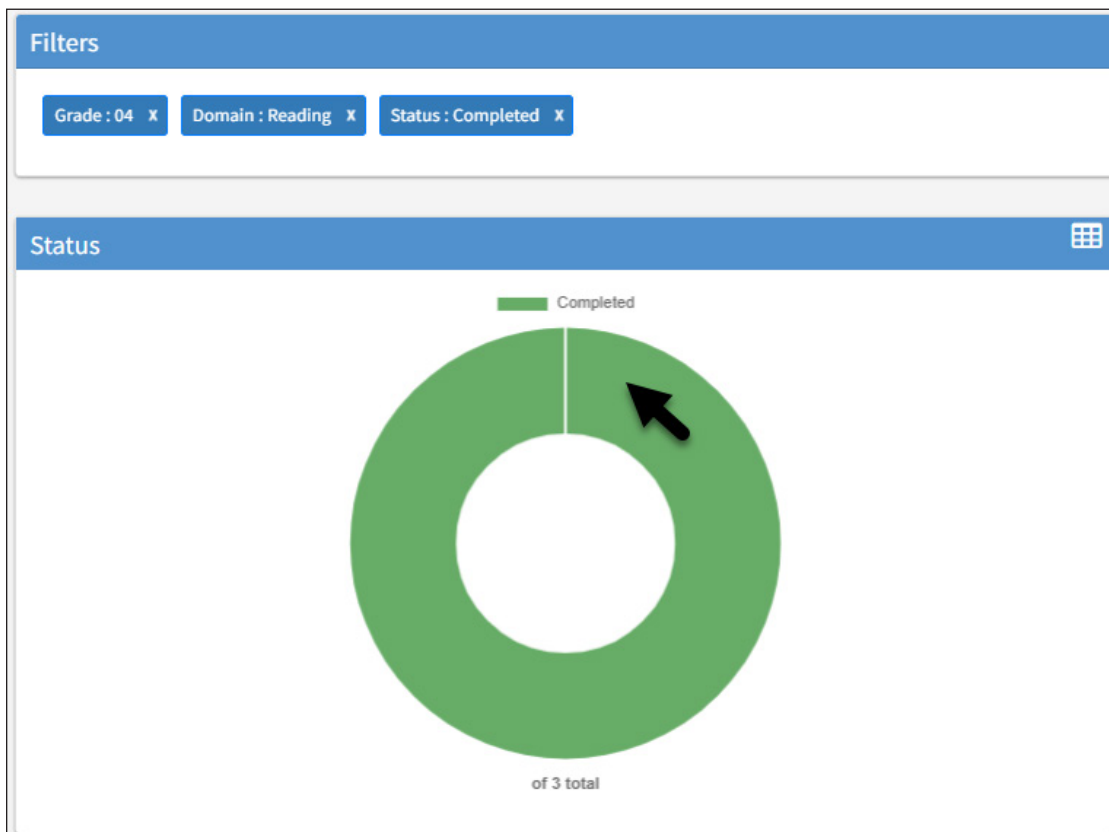 Filters
Grade : 04 x Domain : Reading x Status : Completed x
Status
Completed
of 3 total